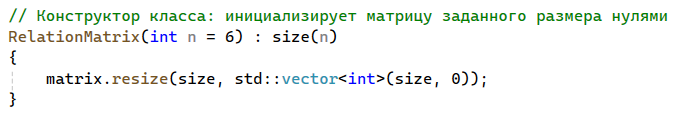 // Конструктор класса: инициализирует матрицу заданного размера нулями
RelationMatrix(int n = 6) : size(n)
{
    matrix.resize(size, std::vector<int>(size, 0));
}